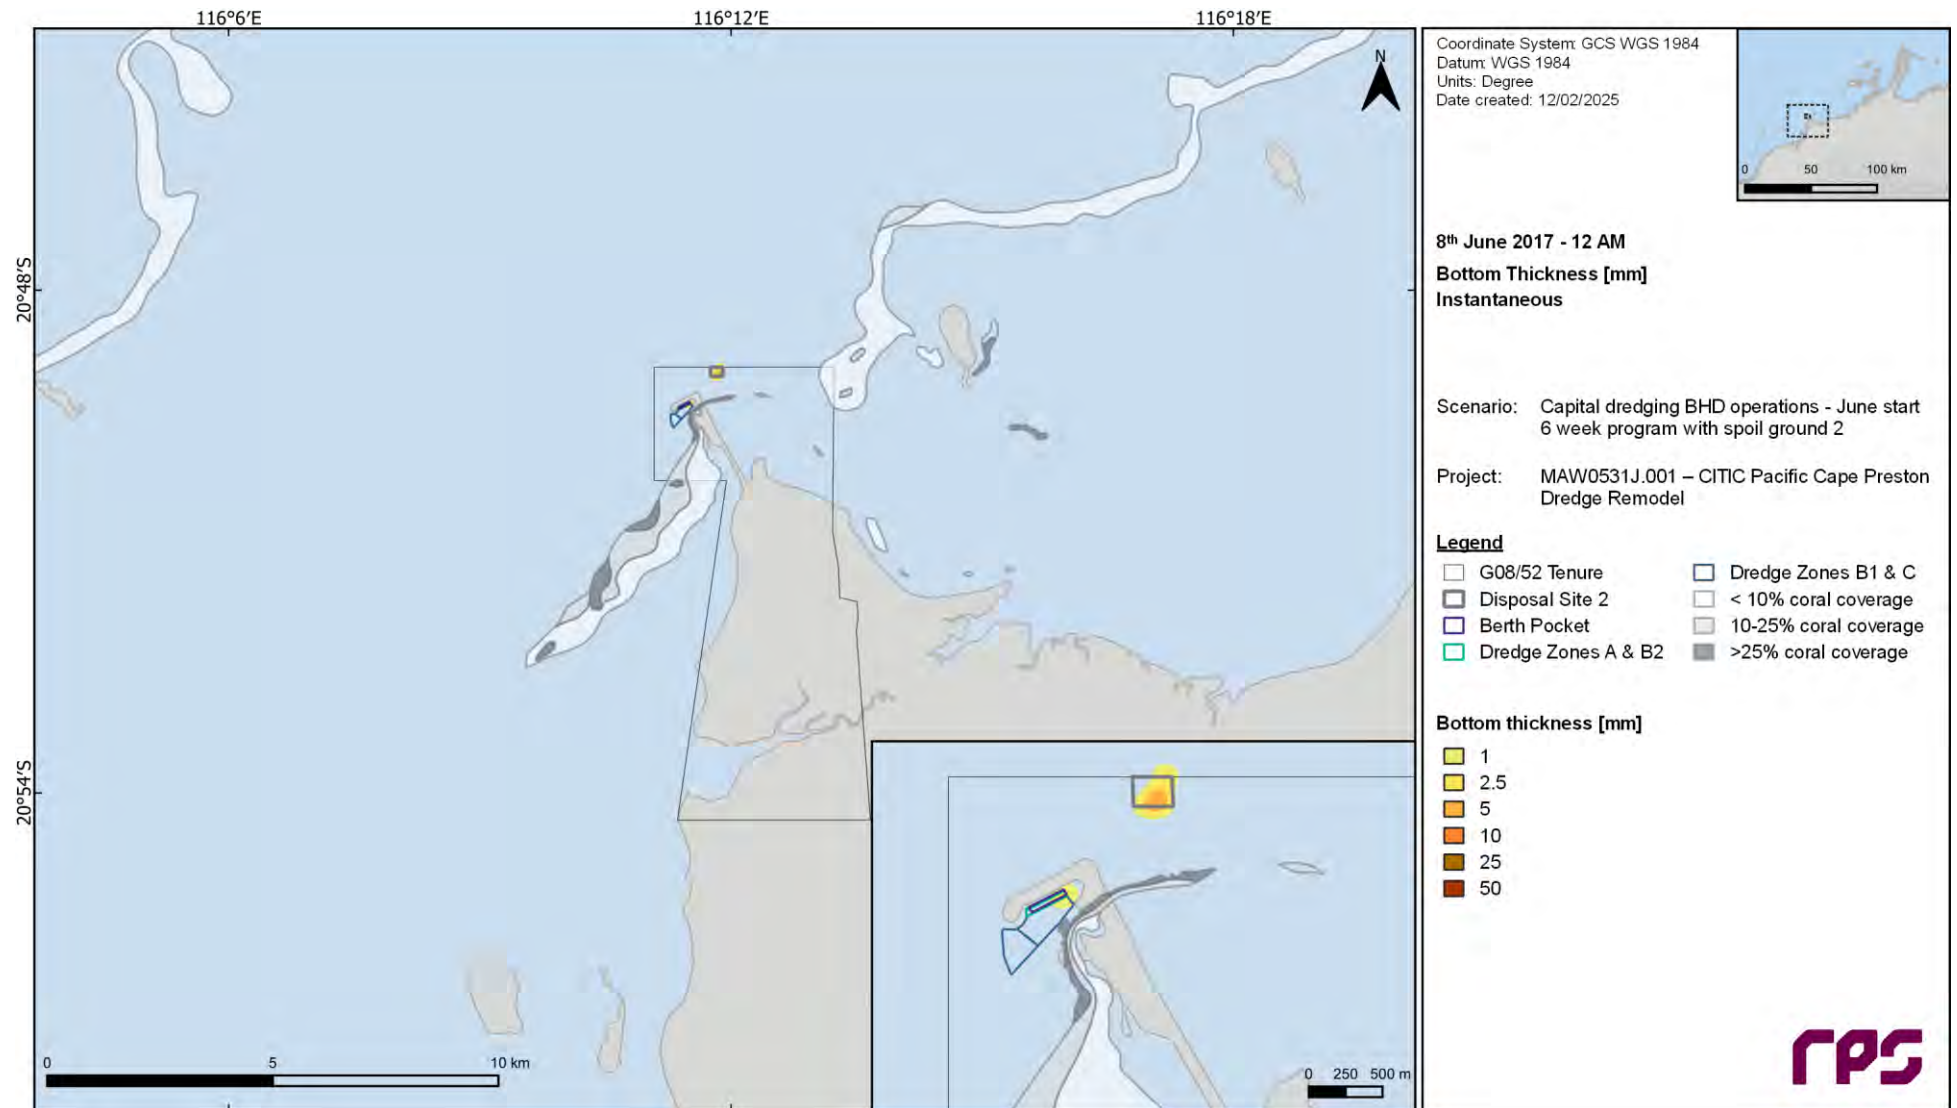 116°6′E
116°12′E
116°18′E
20°48′S
20°54′S
N
0 5 10 km
0 250 500 m
Coordinate System: GCS WGS 1984
Datum: WGS 1984
Units: Degree
Date created: 12/02/2025
0 50 100 km
8th June 2017 - 12 AM
Bottom Thickness [mm]
Instantaneous
Scenario: Capital dredging BHD operations - June start
6 week program with spoil ground 2
Project: MAW0531J.001 – CITIC Pacific Cape Preston
Dredge Remodel
Legend
G08/52 Tenure
Disposal Site 2
Berth Pocket
Dredge Zones A & B2
Dredge Zones B1 & C
< 10% coral coverage
10-25% coral coverage
>25% coral coverage
Bottom thickness [mm]
1
2.5
5
10
25
50
rps